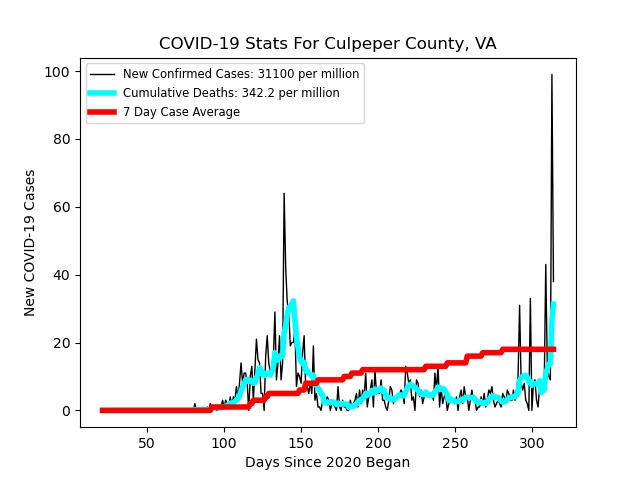 COVID-19 Stats For Culpeper County, VA
New Confirmed Cases: 31100 per million
Cumulative Deaths: 342.2 per million
7 Day Case Average
New COVID-19 Cases
100
80
60
40
20
0
50
100
150
200
250
300
Days Since 2020 Began